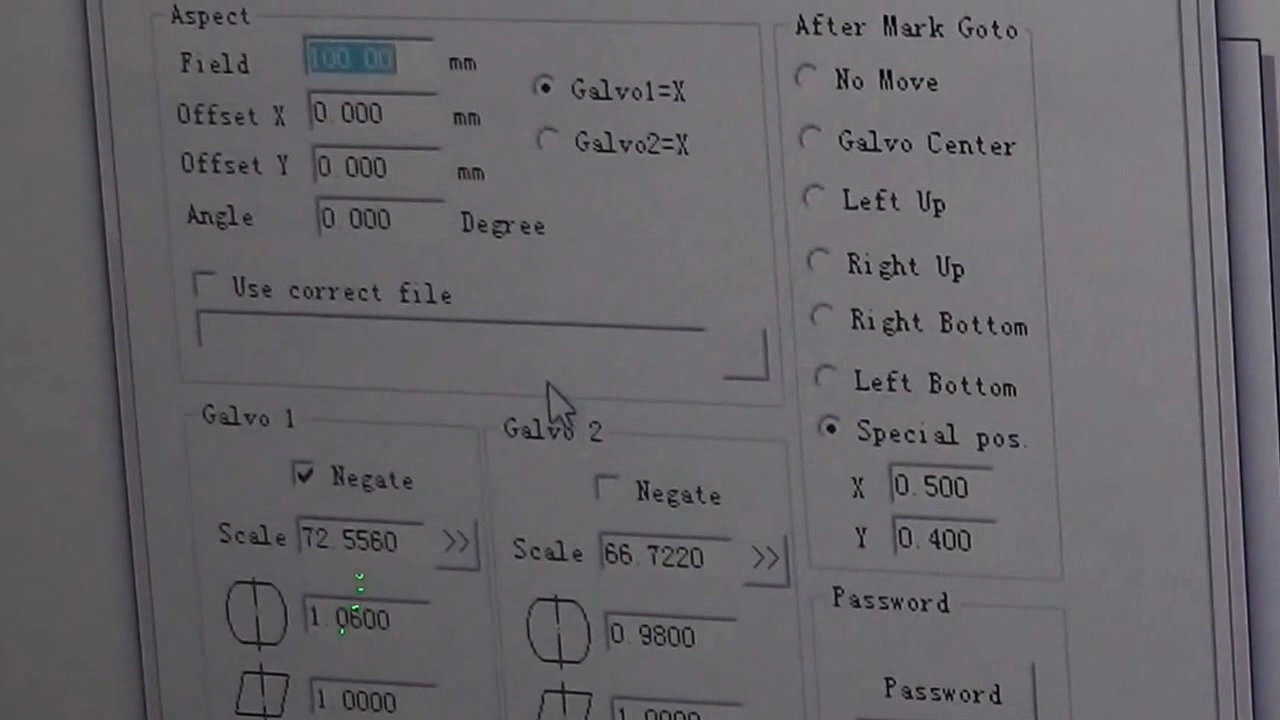 Aspect
Field 100.00 mm
Offset X 0.000 mm
Offset Y 0.000 mm
Angle 0.000 Degree
Galvo1=X
Galvo2=X
Use correct file
After Mark Goto
No Move
Galvo Center
Left Up
Right Up
Right Bottom
Left Bottom
Special pos.
X 0.500
Y 0.400
Galvo 1
Negate
Scale 72.5560 >>
1.0600
1.0000
Galvo 2
Negate
Scale 66.7220 >>
0.9800
1.0000
Password
Password